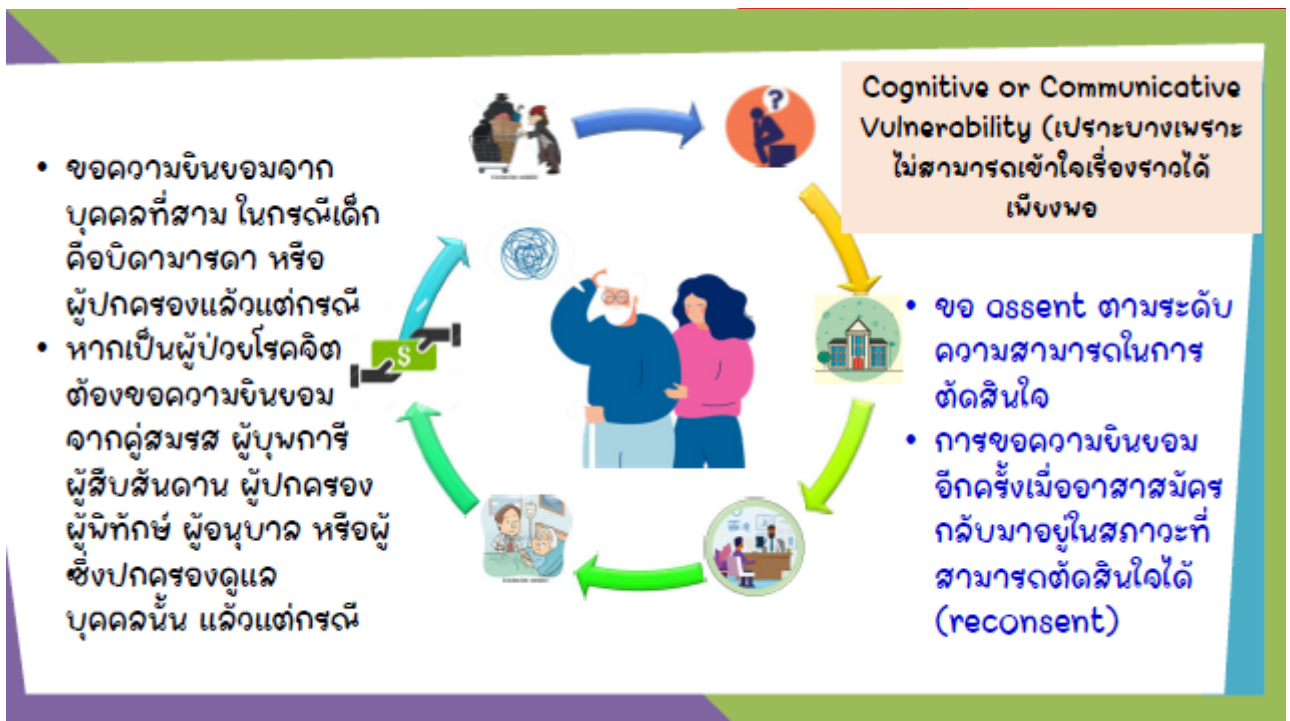 Cognitive or Communicative
Vulnerability (เปราะบางเพราะ
ไม่สามารถเข้าใจเรื่องราวได้
เพียงพอ
• ขอความยินยอมจาก
บุคคลที่สาม ในกรณีเด็ก
คือบิดามารดา หรือ
ผู้ปกครองแล้วแต่กรณี
• หากเป็นผู้ป่วยโรคจิต
ต้องขอความยินยอม
จากคู่สมรส ผู้บุพการี
ผู้สืบสันดาน ผู้ปกครอง
ผู้พิทักษ์ ผู้อนุบาล หรือผู้
ซึ่งปกครองดูแล
บุคคลนั้น แล้วแต่กรณี
?
$
• ขอ assent ตามระดับ
ความสามารถในการ
ตัดสินใจ
• การขอความยินยอม
อีกครั้งเมื่ออาสาสมัคร
กลับมาอยู่ในสภาวะที่
สามารถตัดสินใจได้
(reconsent)